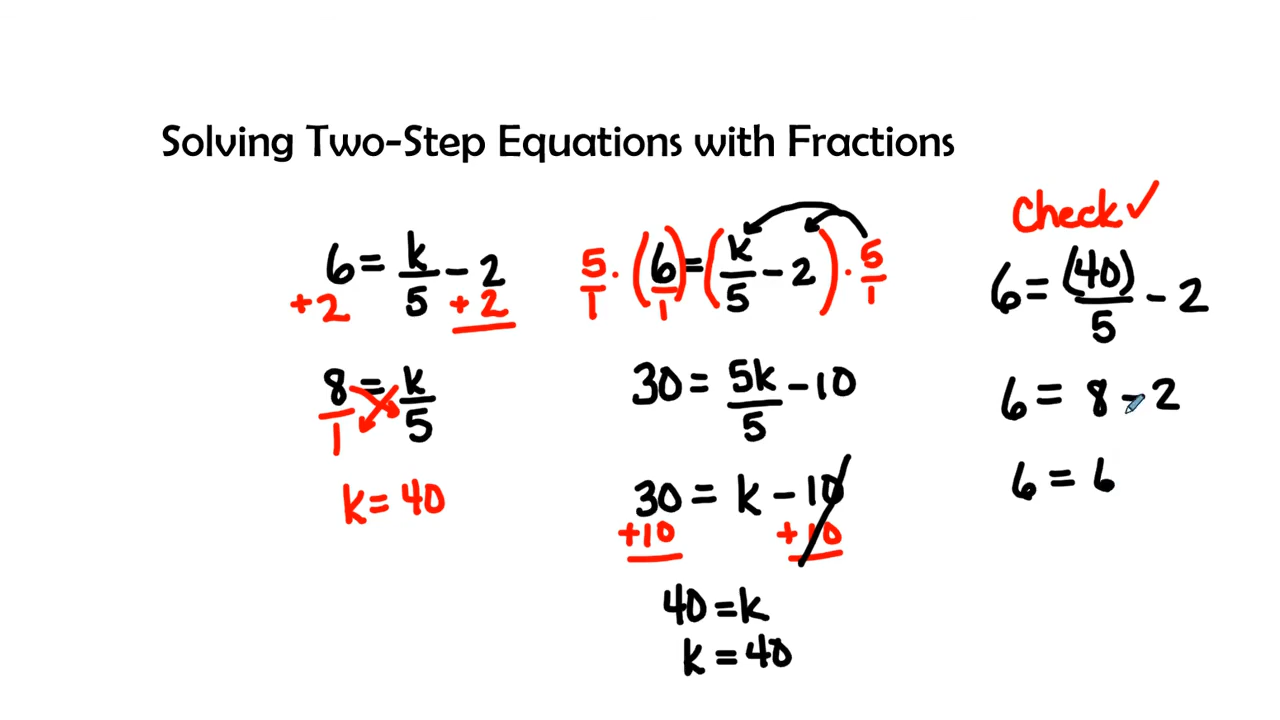 Solving Two-Step Equations with Fractions
6 = k/5 - 2
+2 +2
8/1 = k/5
k = 40
5/1 · (6/1) = (k/5 - 2) · 5/1
30 = 5k/5 - 10
30 = k - 10
+10 +10
40 = k
k = 40
Check ✓
6 = (40)/5 - 2
6 = 8 - 2
6 = 6